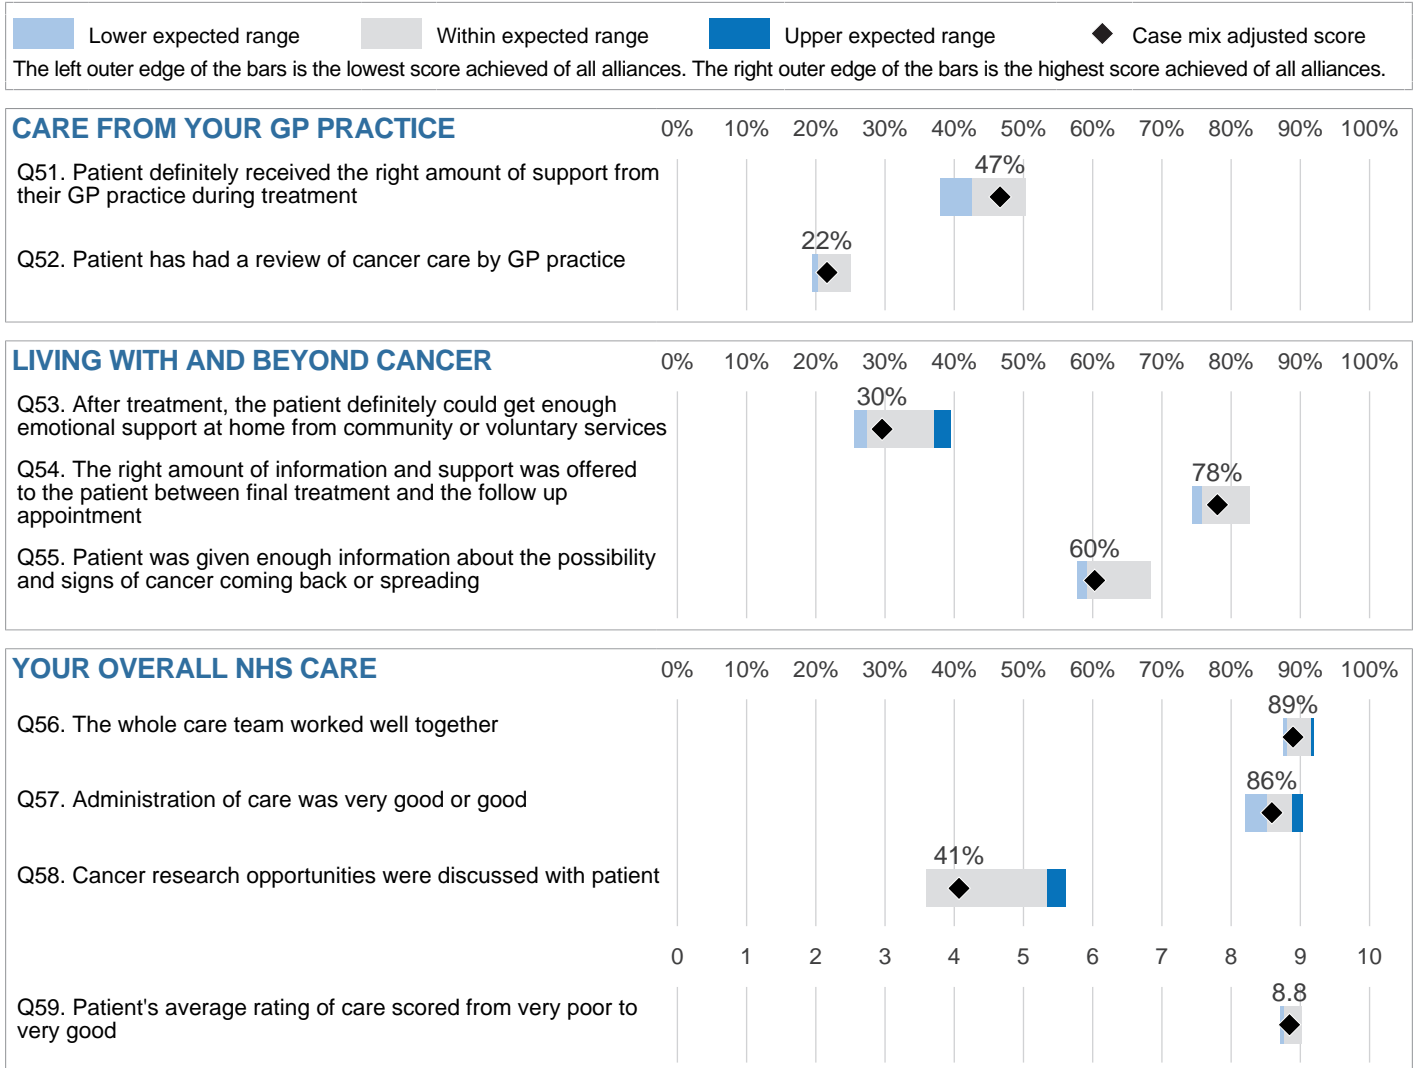 Lower expected range Within expected range Upper expected range Case mix adjusted score
The left outer edge of the bars is the lowest score achieved of all alliances. The right outer edge of the bars is the highest score achieved of all alliances.
CARE FROM YOUR GP PRACTICE 0% 10% 20% 30% 40% 50% 60% 70% 80% 90% 100%
47%
Q51. Patient definitely received the right amount of support from
their GP practice during treatment
22%
Q52. Patient has had a review of cancer care by GP practice
LIVING WITH AND BEYOND CANCER 0% 10% 20% 30% 40% 50% 60% 70% 80% 90% 100%
30%
Q53. After treatment, the patient definitely could get enough
emotional support at home from community or voluntary services
78%
Q54. The right amount of information and support was offered
to the patient between final treatment and the follow up
appointment
60%
Q55. Patient was given enough information about the possibility
and signs of cancer coming back or spreading
YOUR OVERALL NHS CARE 0% 10% 20% 30% 40% 50% 60% 70% 80% 90% 100%
89%
Q56. The whole care team worked well together
86%
Q57. Administration of care was very good or good
41%
Q58. Cancer research opportunities were discussed with patient
0 1 2 3 4 5 6 7 8 9 10
8.8
Q59. Patient's average rating of care scored from very poor to
very good